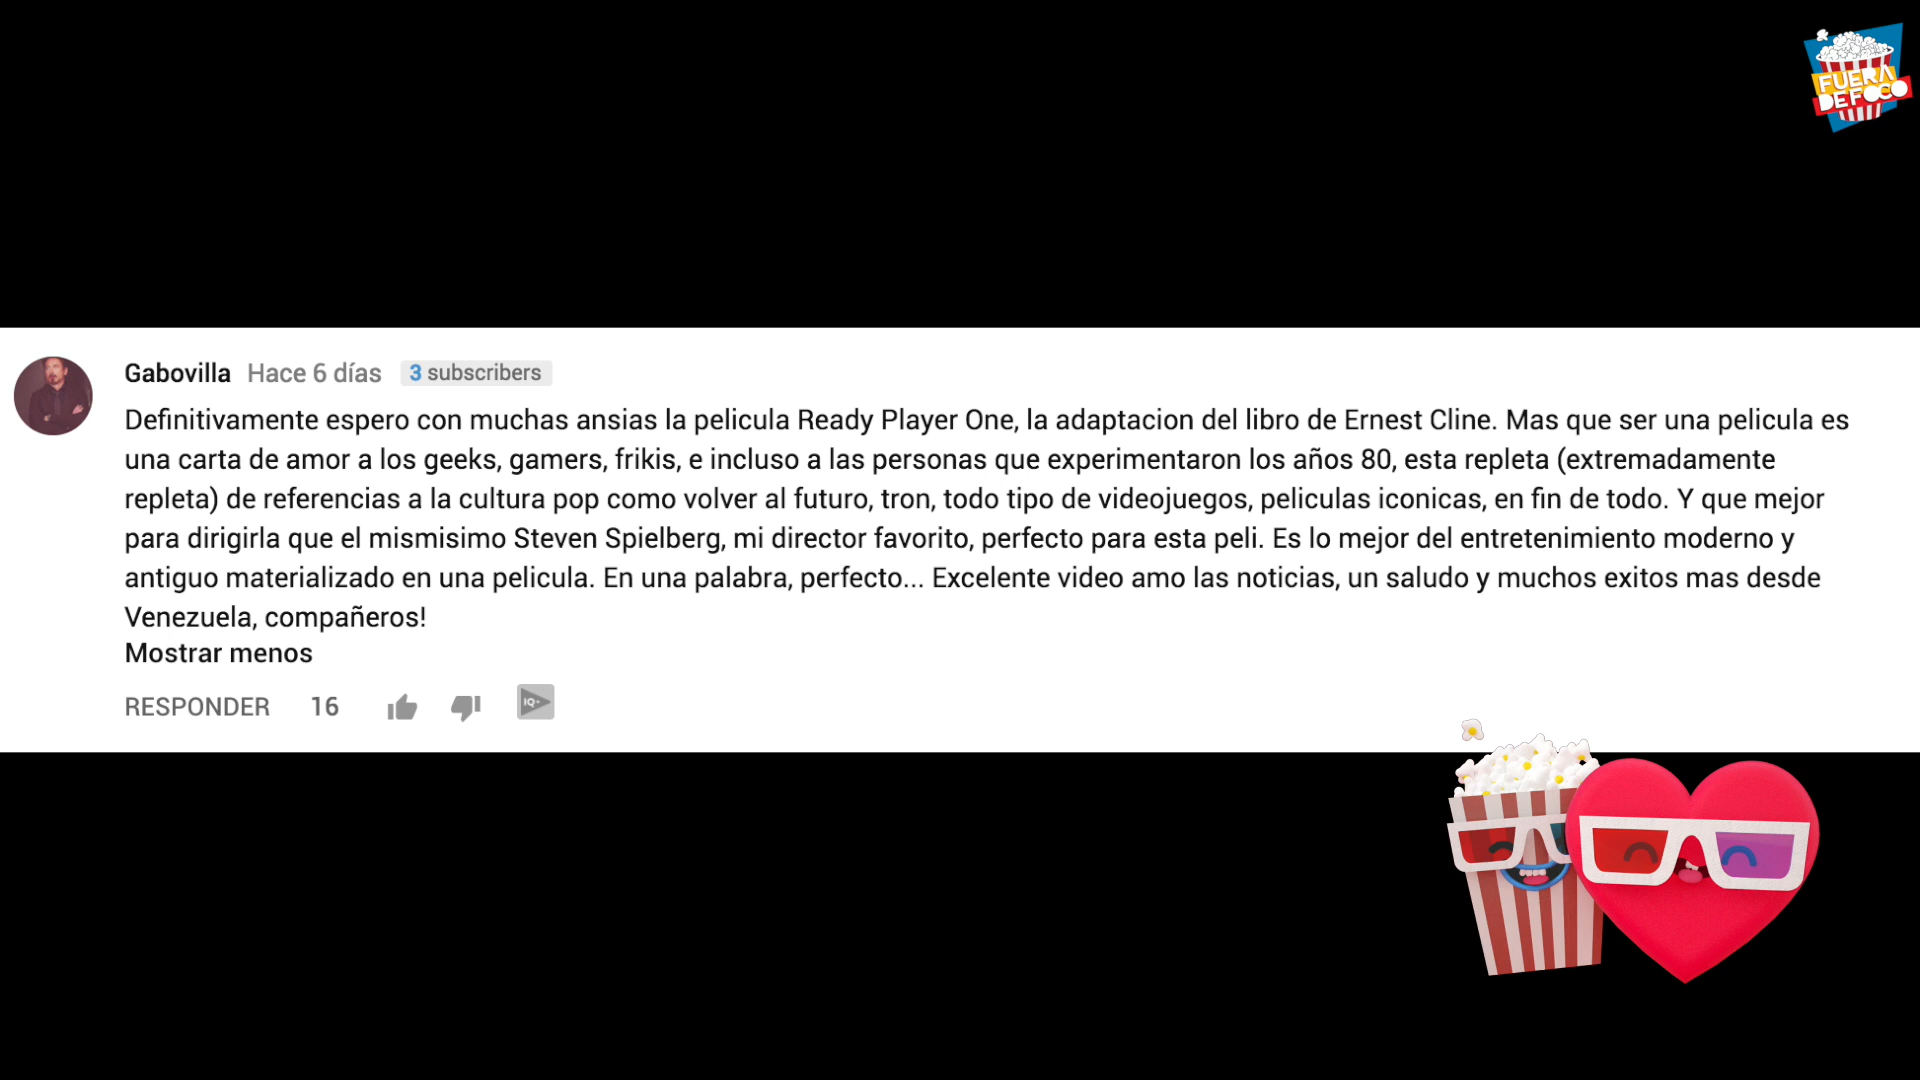 FUERA
DE FOCO
Gabovilla Hace 6 días 3 subscribers
Definitivamente espero con muchas ansias la pelicula Ready Player One, la adaptacion del libro de Ernest Cline. Mas que ser una pelicula es
una carta de amor a los geeks, gamers, frikis, e incluso a las personas que experimentaron los años 80, esta repleta (extremadamente
repleta) de referencias a la cultura pop como volver al futuro, tron, todo tipo de videojuegos, peliculas iconicas, en fin de todo. Y que mejor
para dirigirla que el mismisimo Steven Spielberg, mi director favorito, perfecto para esta peli. Es lo mejor del entretenimiento moderno y
antiguo materializado en una pelicula. En una palabra, perfecto... Excelente video amo las noticias, un saludo y muchos exitos mas desde
Venezuela, compañeros!
Mostrar menos
RESPONDER 16 IQ+